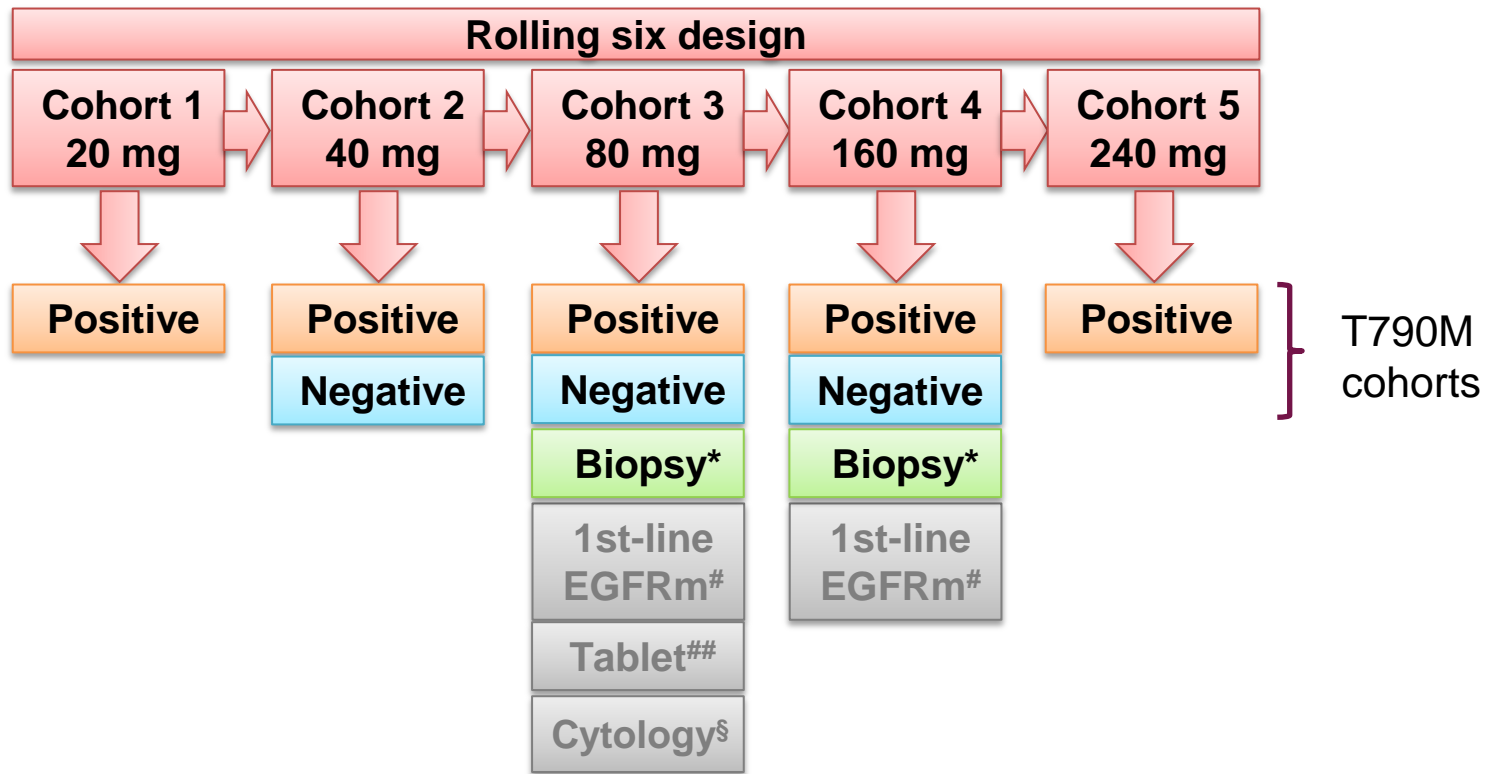 Rolling six design
Cohort 1
20 mg
Cohort 2
40 mg
Cohort 3
80 mg
Cohort 4
160 mg
Cohort 5
240 mg
Positive
Positive
Negative
Positive
Negative
Biopsy*
1st-line
EGFRm#
Tablet##
Cytology§
Positive
Negative
Biopsy*
1st-line
EGFRm#
Positive
T790M
cohorts